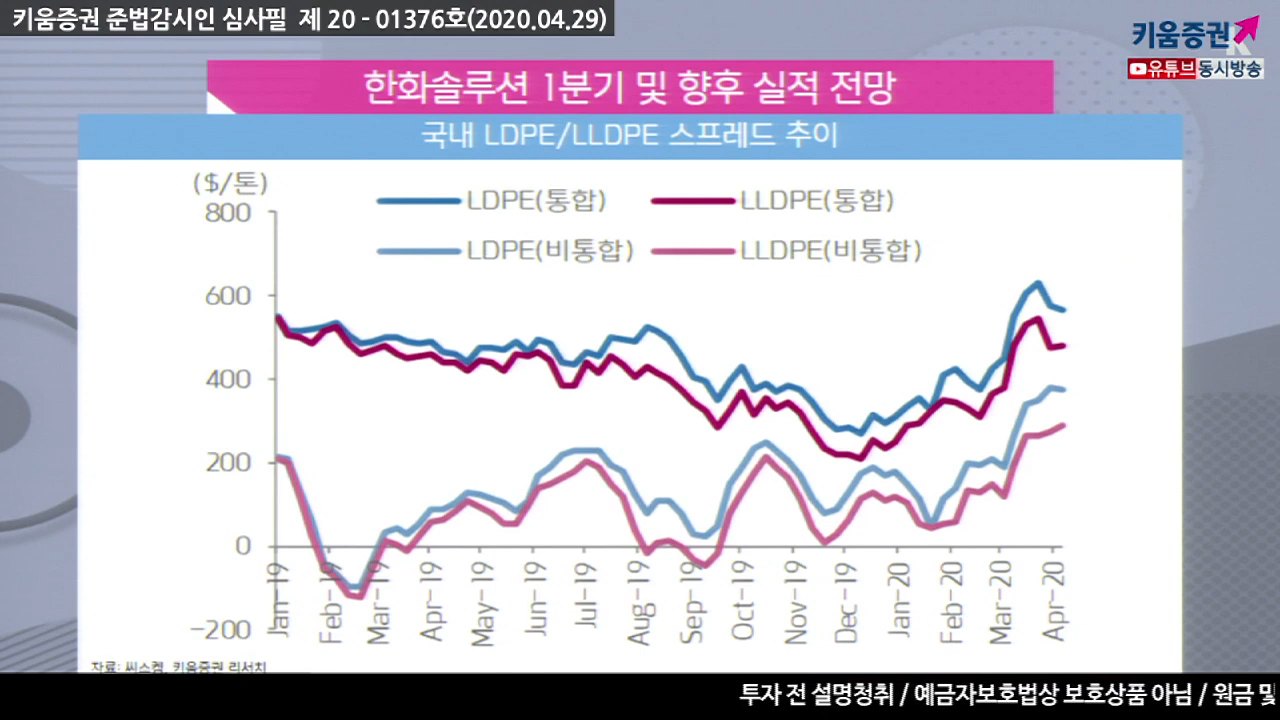 키움증권 준법감시인 심사필 제 20 - 01376호(2020.04.29)
키움증권
유튜브 동시방송
한화솔루션 1분기 및 향후 실적 전망
국내 LDPE/LLDPE 스프레드 추이
($/톤)
LDPE(통합) LLDPE(통합)
LDPE(비통합) LLDPE(비통합)
800
600
400
200
0
-200
Jan-19 Feb-19 Mar-19 Apr-19 May-19 Jun-19 Jul-19 Aug-19 Sep-19 Oct-19 Nov-19 Dec-19 Jan-20 Feb-20 Mar-20 Apr-20
자료: 씨스켐, 키움증권 리서치
투자 전 설명청취 / 예금자보호법상 보호상품 아님 / 원금 및